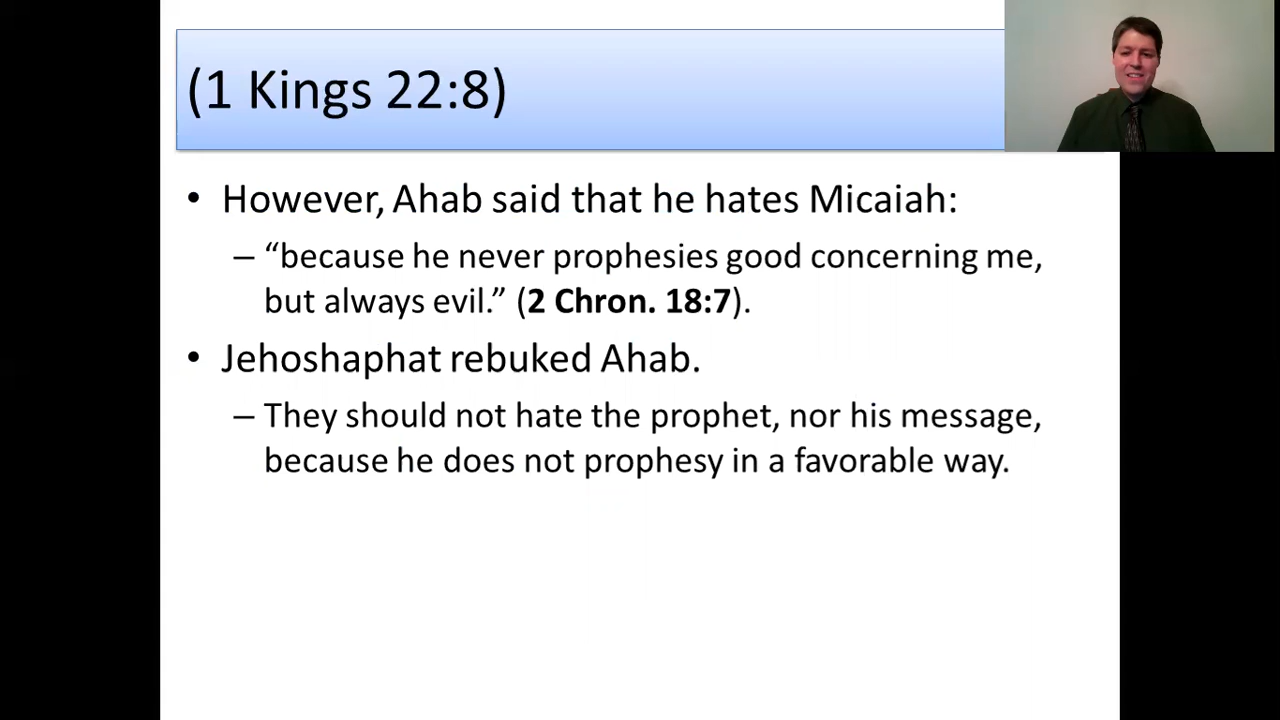 (1 Kings 22:8)
• However, Ahab said that he hates Micaiah:
– “because he never prophesies good concerning me,
but always evil.” (2 Chron. 18:7).
• Jehoshaphat rebuked Ahab.
– They should not hate the prophet, nor his message,
because he does not prophesy in a favorable way.